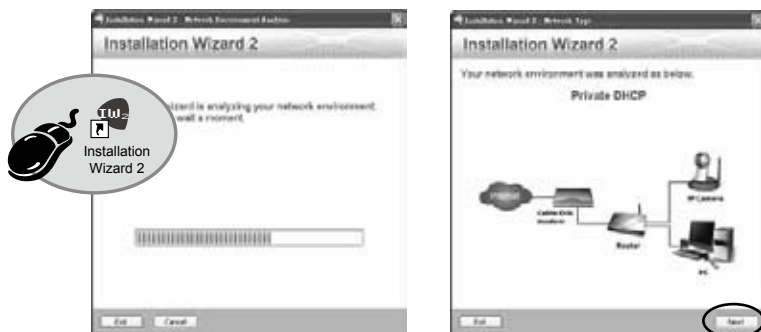 Installation Wizard 2 - Network Environment Analysis
Installation Wizard 2
wizard is analyzing your network environment.
wait a moment.
IW2
Installation
Wizard 2
Exit
Cancel
Installation Wizard 2 - Network Type
Installation Wizard 2
Your network environment was analyzed as below.
Private DHCP
Internet
Cable/DSL
modem
Router
IP Camera
PC
Exit
Next